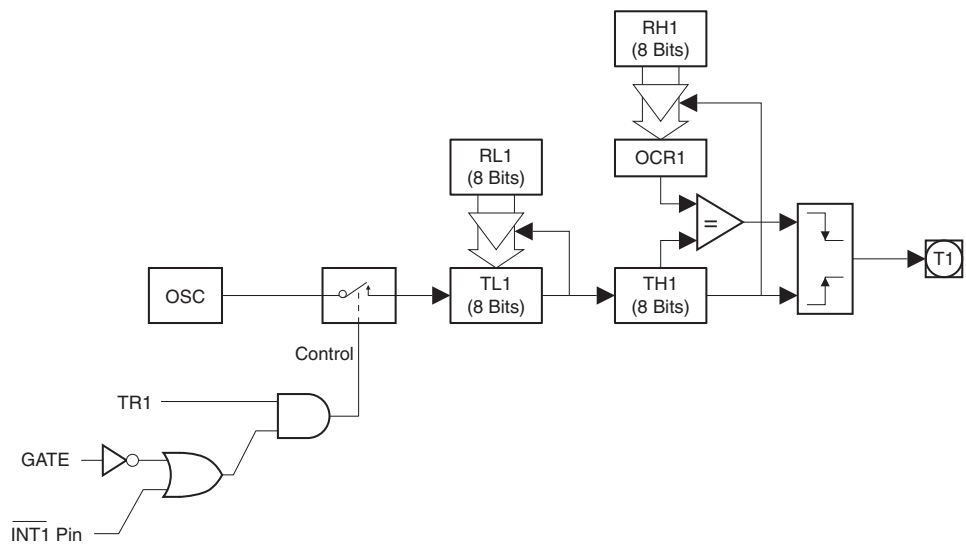 RH1
(8 Bits)
RL1
(8 Bits)
OCR1
=
OSC
TL1
(8 Bits)
TH1
(8 Bits)
T1
Control
TR1
GATE
INT1 Pin